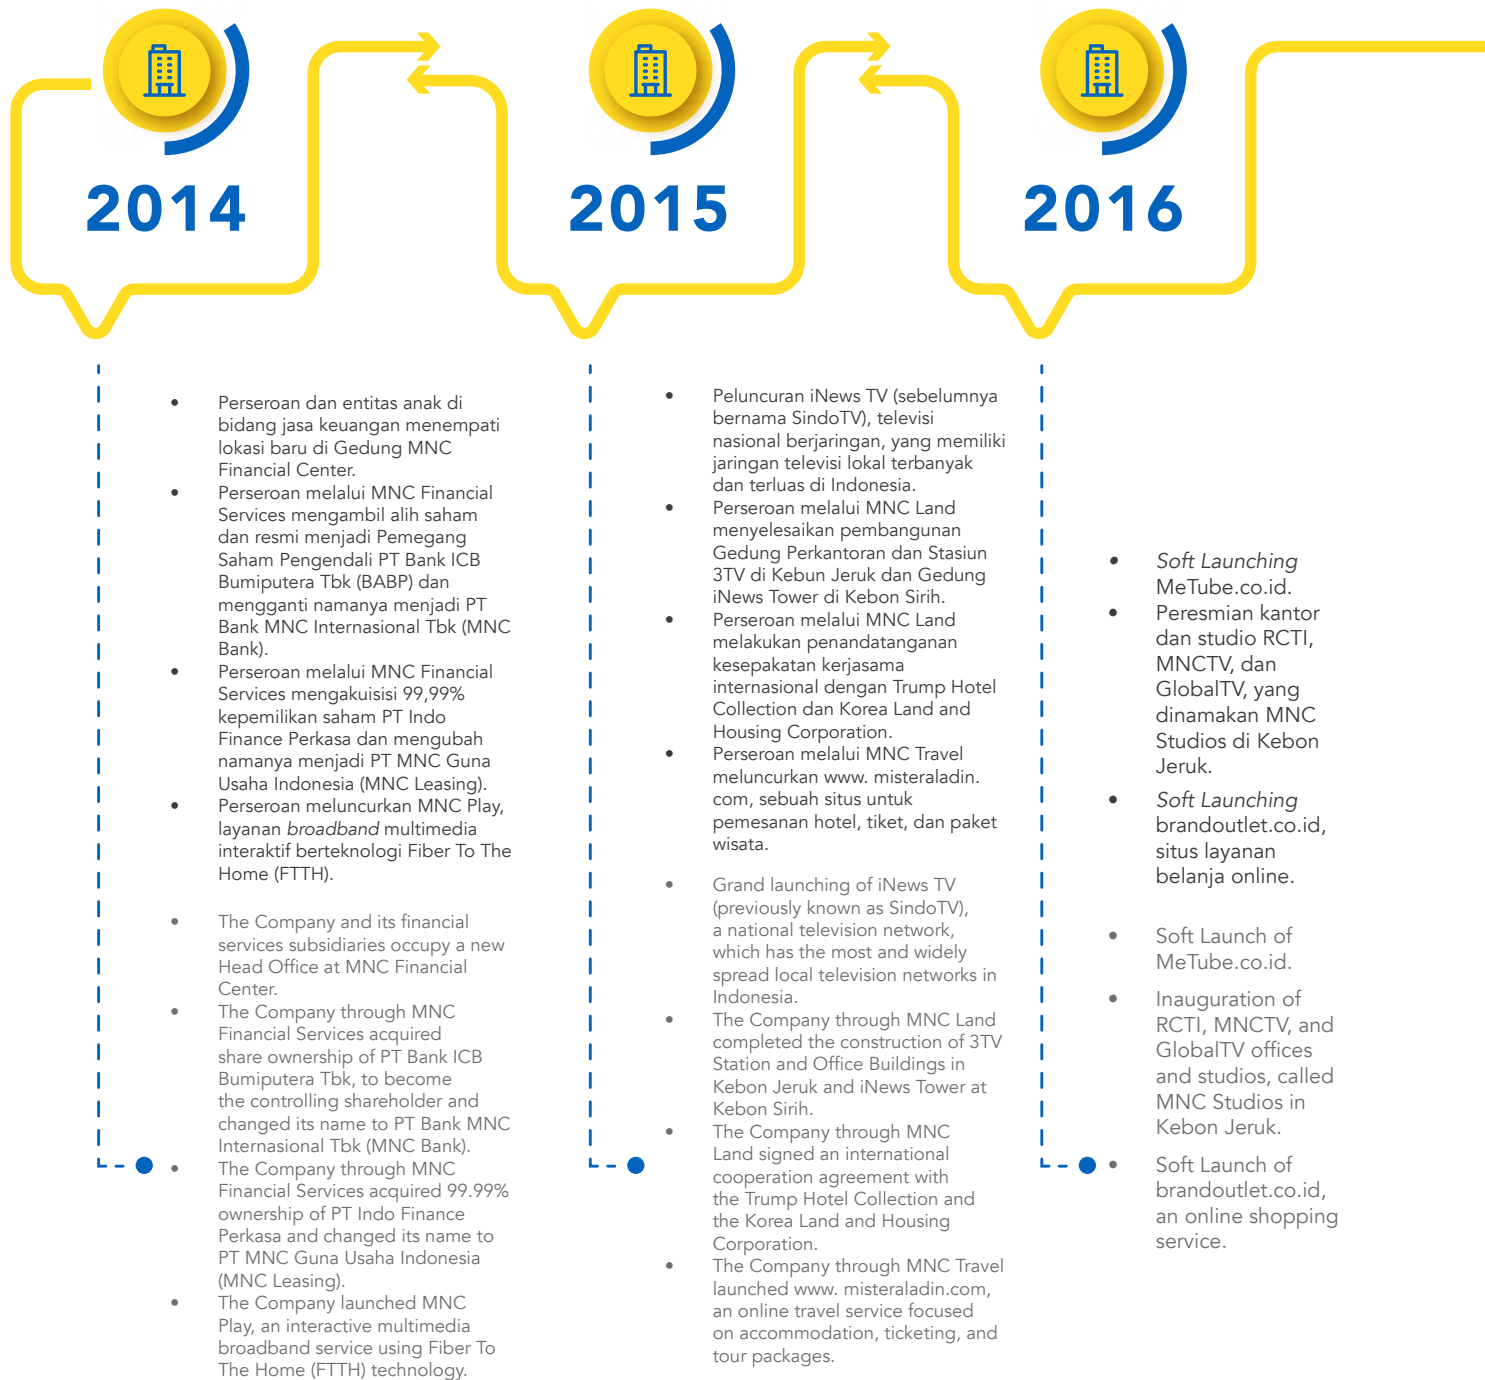 2014
• Perseroan dan entitas anak di
bidang jasa keuangan menempati
lokasi baru di Gedung MNC
Financial Center.
• Perseroan melalui MNC Financial
Services mengambil alih saham
dan resmi menjadi Pemegang
Saham Pengendali PT Bank ICB
Bumiputera Tbk (BABP) dan
mengganti namanya menjadi PT
Bank MNC Internasional Tbk (MNC
Bank).
• Perseroan melalui MNC Financial
Services mengakuisisi 99,99%
kepemilikan saham PT Indo
Finance Perkasa dan mengubah
namanya menjadi PT MNC Guna
Usaha Indonesia (MNC Leasing).
• Perseroan meluncurkan MNC Play,
layanan broadband multimedia
interaktif berteknologi Fiber To The
Home (FTTH).
• The Company and its financial
services subsidiaries occupy a new
Head Office at MNC Financial
Center.
• The Company through MNC
Financial Services acquired
share ownership of PT Bank ICB
Bumiputera Tbk, to become
the controlling shareholder and
changed its name to PT Bank MNC
Internasional Tbk (MNC Bank).
• The Company through MNC
Financial Services acquired 99.99%
ownership of PT Indo Finance
Perkasa and changed its name to
PT MNC Guna Usaha Indonesia
(MNC Leasing).
• The Company launched MNC
Play, an interactive multimedia
broadband service using Fiber To
The Home (FTTH) technology.
2015
• Peluncuran iNews TV (sebelumnya
bernama SindoTV), televisi
nasional berjaringan, yang memiliki
jaringan televisi lokal terbanyak
dan terluas di Indonesia.
• Perseroan melalui MNC Land
menyelesaikan pembangunan
Gedung Perkantoran dan Stasiun
3TV di Kebun Jeruk dan Gedung
iNews Tower di Kebon Sirih.
• Perseroan melalui MNC Land
melakukan penandatanganan
kesepakatan kerjasama
internasional dengan Trump Hotel
Collection dan Korea Land and
Housing Corporation.
• Perseroan melalui MNC Travel
meluncurkan www. misteraladin.
com, sebuah situs untuk
pemesanan hotel, tiket, dan paket
wisata.
• Grand launching of iNews TV
(previously known as SindoTV),
a national television network,
which has the most and widely
spread local television networks in
Indonesia.
• The Company through MNC Land
completed the construction of 3TV
Station and Office Buildings in
Kebon Jeruk and iNews Tower at
Kebon Sirih.
• The Company through MNC
Land signed an international
cooperation agreement with
the Trump Hotel Collection and
the Korea Land and Housing
Corporation.
• The Company through MNC Travel
launched www. misteraladin.com,
an online travel service focused
on accommodation, ticketing, and
tour packages.
2016
• Soft Launching
MeTube.co.id.
• Peresmian kantor
dan studio RCTI,
MNCTV, dan
GlobalTV, yang
dinamakan MNC
Studios di Kebon
Jeruk.
• Soft Launching
brandoutlet.co.id,
situs layanan
belanja online.
• Soft Launch of
MeTube.co.id.
• Inauguration of
RCTI, MNCTV, and
GlobalTV offices
and studios, called
MNC Studios in
Kebon Jeruk.
• Soft Launch of
brandoutlet.co.id,
an online shopping
service.